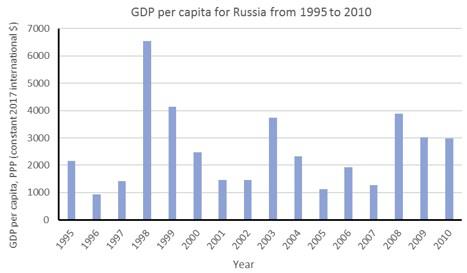 GDP per capita for Russia from 1995 to 2010
GDP per capita, PPP (constant 2017 international $)
7000
6000
5000
4000
3000
2000
1000
0
1995 1996 1997 1998 1999 2000 2001 2002 2003 2004 2005 2006 2007 2008 2009 2010
Year